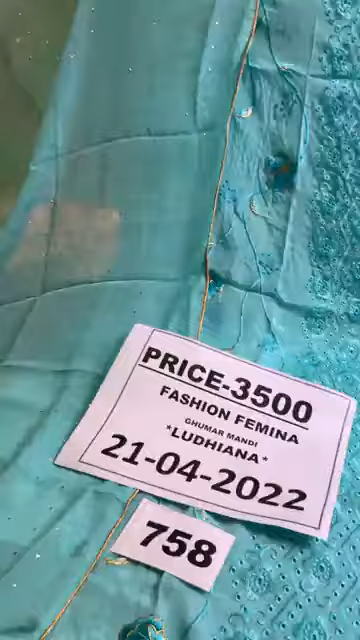 PRICE-3500
FASHION FEMINA
GHUMAR MANDI
*LUDHIANA*
21-04-2022
758